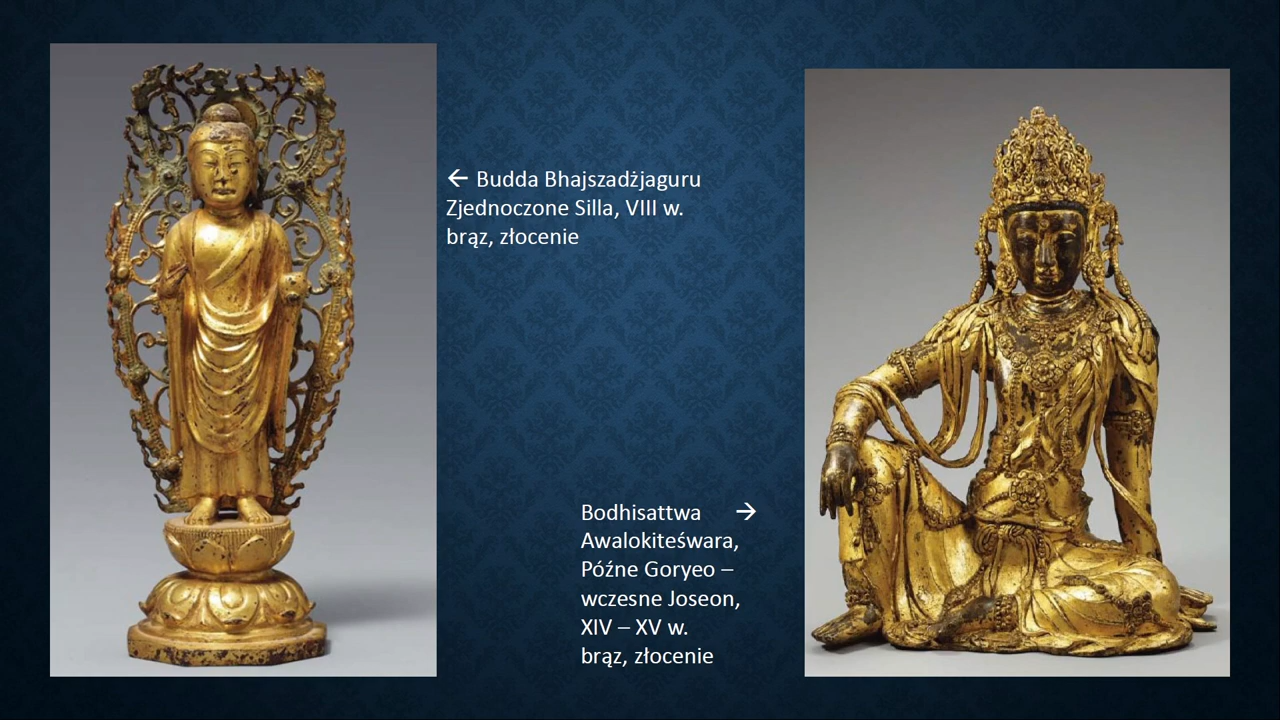 ← Budda Bhajszadżjaguru
Zjednoczone Silla, VIII w.
brąz, złocenie
Bodhisattwa →
Awalokiteśwara,
Późne Goryeo –
wczesne Joseon,
XIV – XV w.
brąz, złocenie